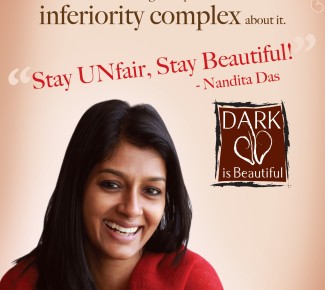 inferiority complex about it.
“Stay UNfair, Stay Beautiful!”
- Nandita Das
DARK
is Beautiful